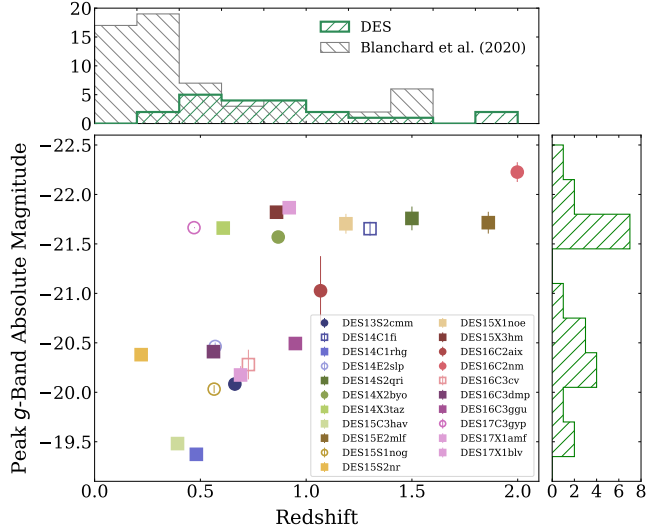 20
15
10
5
0
DES
Blanchard et al. (2020)
−22.5
−22.0
−21.5
−21.0
−20.5
−20.0
−19.5
Peak g-Band Absolute Magnitude
DES13S2cmm
DES14C1fi
DES14C1rhg
DES14E2slp
DES14S2qri
DES14X2byo
DES14X3taz
DES15C3hav
DES15E2mlf
DES15S1nog
DES15S2nr
DES15X1noe
DES15X3hm
DES16C2aix
DES16C2nm
DES16C3cv
DES16C3dmp
DES16C3ggu
DES17C3gyp
DES17X1amf
DES17X1blv
0.0 0.5 1.0 1.5 2.0
Redshift
0 2 4 6 8